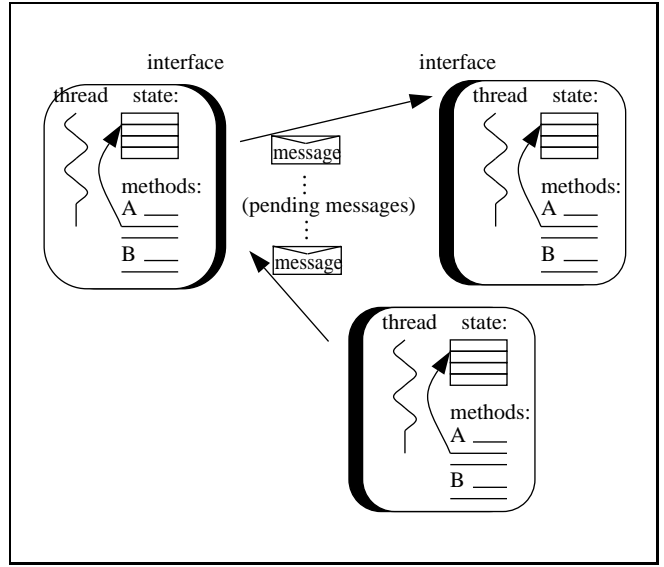 interface
interface
thread state:
methods:
A
B
message
(pending messages)
message
thread state:
methods:
A
B
thread state:
methods:
A
B